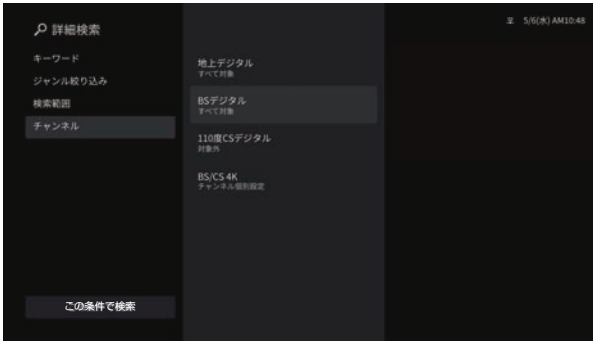 詳細検索
5/6(水) AM10:48
キーワード
ジャンル絞り込み
検索範囲
チャンネル
地上デジタル
すべて対象
BSデジタル
すべて対象
110度CSデジタル
対象外
BS/CS 4K
チャンネル個別設定
この条件で検索